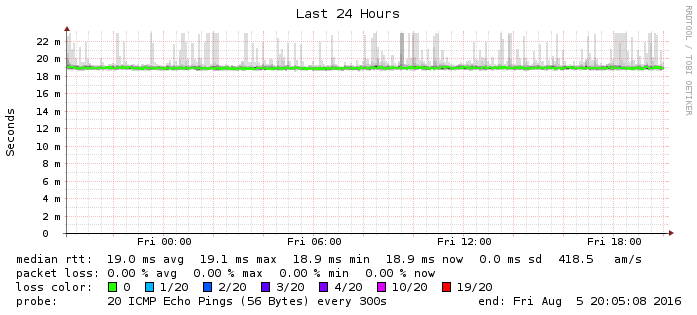 Last 24 Hours
RRDTOOL / TOBI OETIKER
Seconds
22 m
20 m
18 m
16 m
14 m
12 m
10 m
8 m
6 m
4 m
2 m
0
Fri 00:00 Fri 06:00 Fri 12:00 Fri 18:00
median rtt: 19.0 ms avg 19.1 ms max 18.9 ms min 18.9 ms now 0.0 ms sd 418.5 am/s
packet loss: 0.00 % avg 0.00 % max 0.00 % min 0.00 % now
loss color: 0 1/20 2/20 3/20 4/20 10/20 19/20
probe: 20 ICMP Echo Pings (56 Bytes) every 300s end: Fri Aug 5 20:05:08 2016